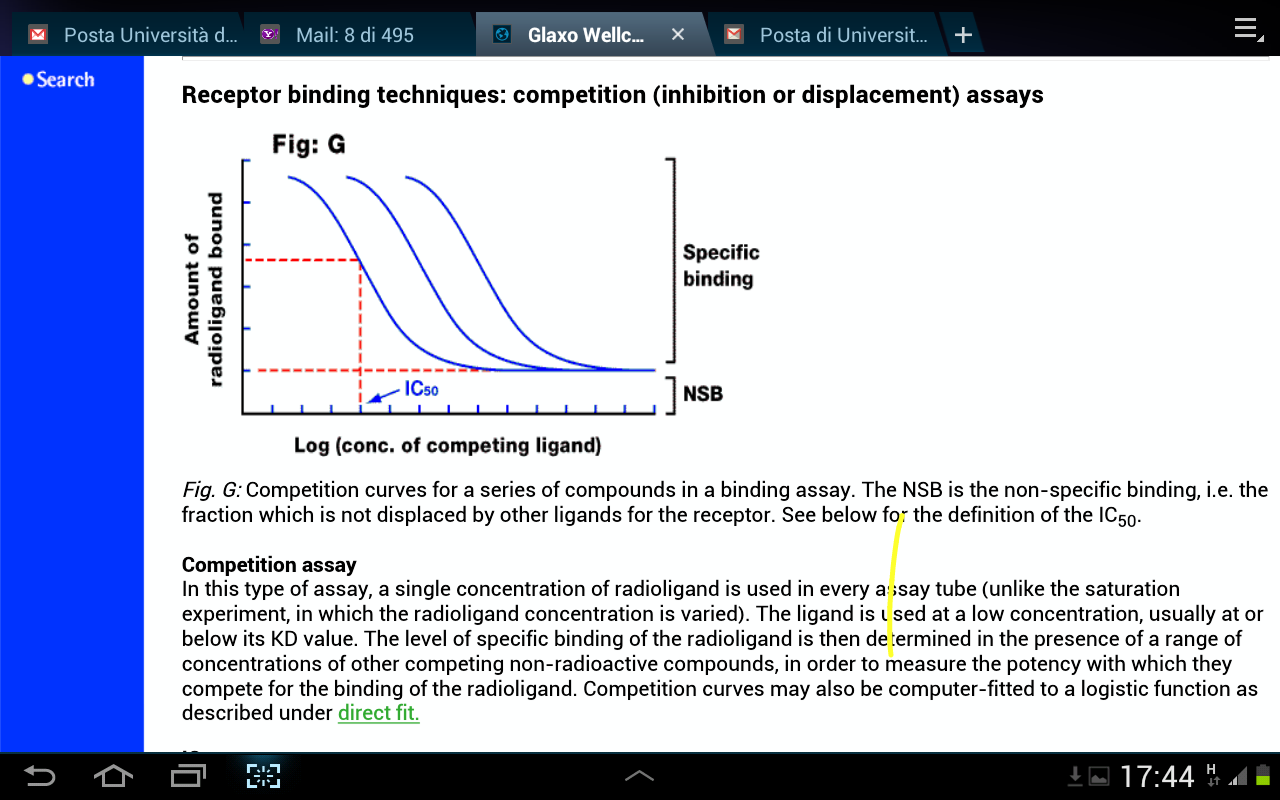 Posta Università d...
Mail: 8 di 495
Glaxo Wellc...
Posta di Universit...
Search
Receptor binding techniques: competition (inhibition or displacement) assays
Fig: G
Amount of
radioligand bound
Specific
binding
IC50
NSB
Log (conc. of competing ligand)
Fig. G: Competition curves for a series of compounds in a binding assay. The NSB is the non-specific binding, i.e. the
fraction which is not displaced by other ligands for the receptor. See below for the definition of the IC50.
Competition assay
In this type of assay, a single concentration of radioligand is used in every assay tube (unlike the saturation
experiment, in which the radioligand concentration is varied). The ligand is used at a low concentration, usually at or
below its KD value. The level of specific binding of the radioligand is then determined in the presence of a range of
concentrations of other competing non-radioactive compounds, in order to measure the potency with which they
compete for the binding of the radioligand. Competition curves may also be computer-fitted to a logistic function as
described under direct fit.
17:44
H